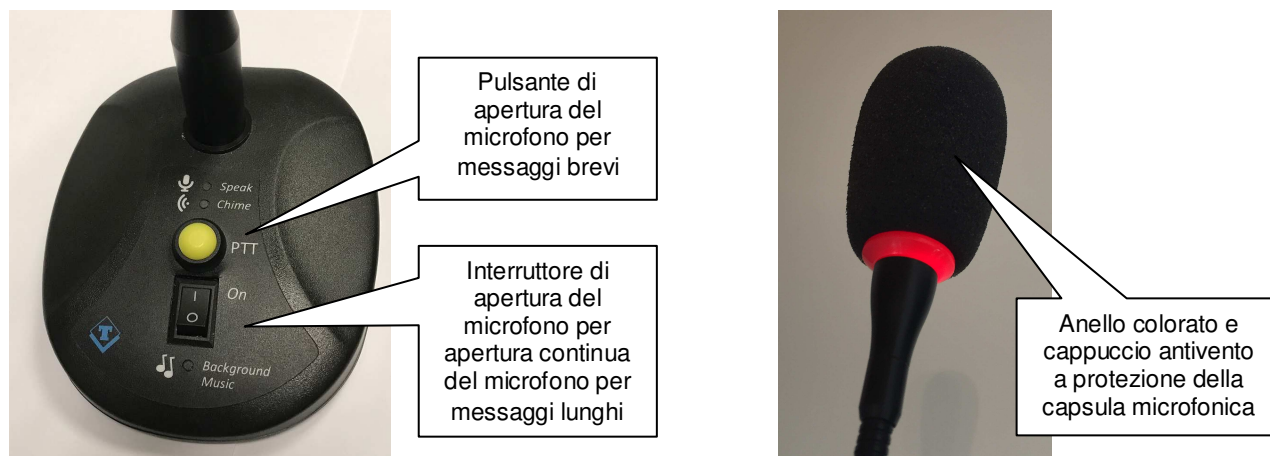 Pulsante di
apertura del
microfono per
messaggi brevi
Speak
Chime
PTT
On
I
O
T
Background
Music
Interruttore di
apertura del
microfono per
apertura continua
del microfono per
messaggi lunghi
Anello colorato e
cappuccio antivento
a protezione della
capsula microfonica